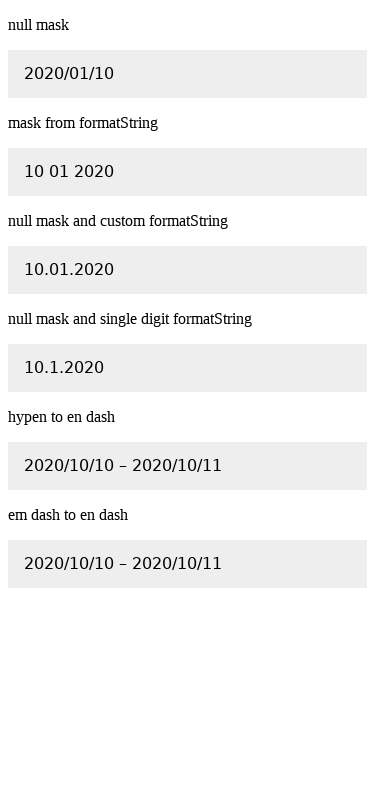 null mask
2020/01/10
mask from formatString
10 01 2020
null mask and custom formatString
10.01.2020
null mask and single digit formatString
10.1.2020
hypen to en dash
2020/10/10 – 2020/10/11
em dash to en dash
2020/10/10 – 2020/10/11